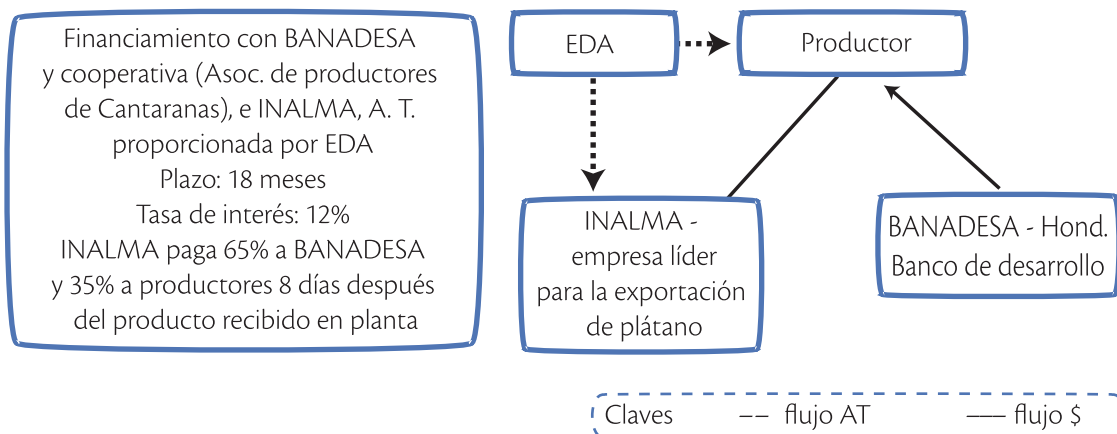 Financiamiento con BANADESA
y cooperativa (Asoc. de productores
de Cantaranas), e INALMA, A. T.
proporcionada por EDA
Plazo: 18 meses
Tasa de interés: 12%
INALMA paga 65% a BANADESA
y 35% a productores 8 días después
del producto recibido en planta
EDA
Productor
INALMA -
empresa líder
para la exportación
de plátano
BANADESA - Hond.
Banco de desarrollo
Claves -- flujo AT — flujo $